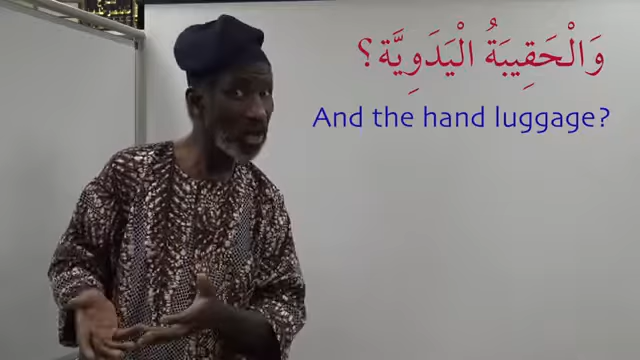 وَالْحَقِيبَةُ الْيَدَوِيَّة؟
And the hand luggage?